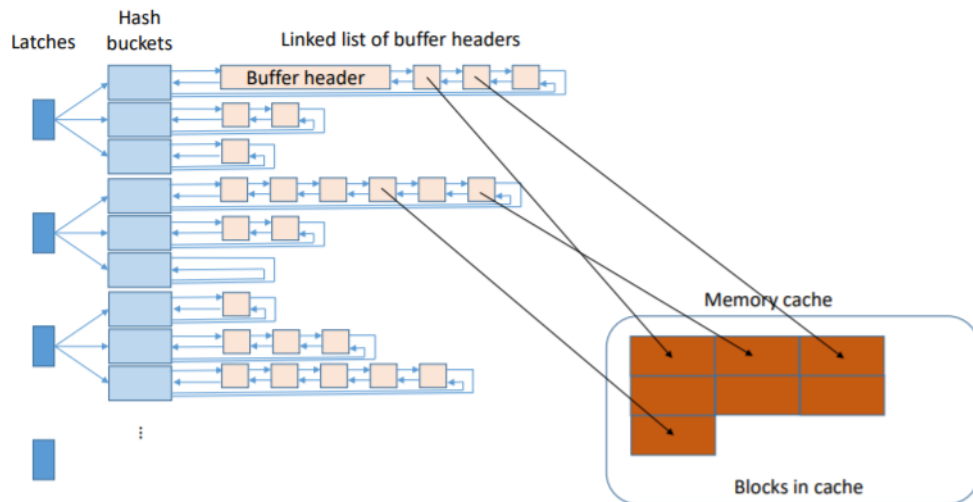 Latches
Hash
buckets
Linked list of buffer headers
Buffer header
...
Memory cache
Blocks in cache